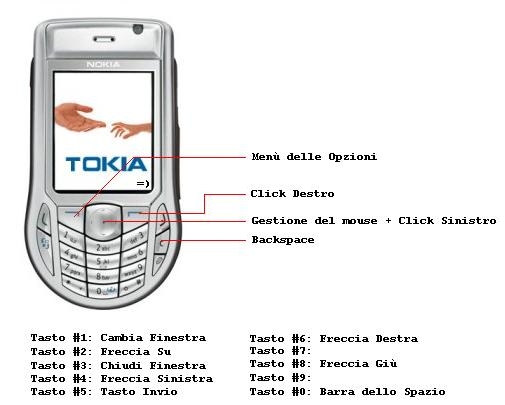 NOKIA
TOKIA
=)
Menù delle Opzioni
Click Destro
Gestione del mouse + Click Sinistro
Backspace
Tasto #1: Cambia Finestra
Tasto #2: Freccia Su
Tasto #3: Chiudi Finestra
Tasto #4: Freccia Sinistra
Tasto #5: Tasto Invio
Tasto #6: Freccia Destra
Tasto #7:
Tasto #8: Freccia Giù
Tasto #9:
Tasto #0: Barra dello Spazio